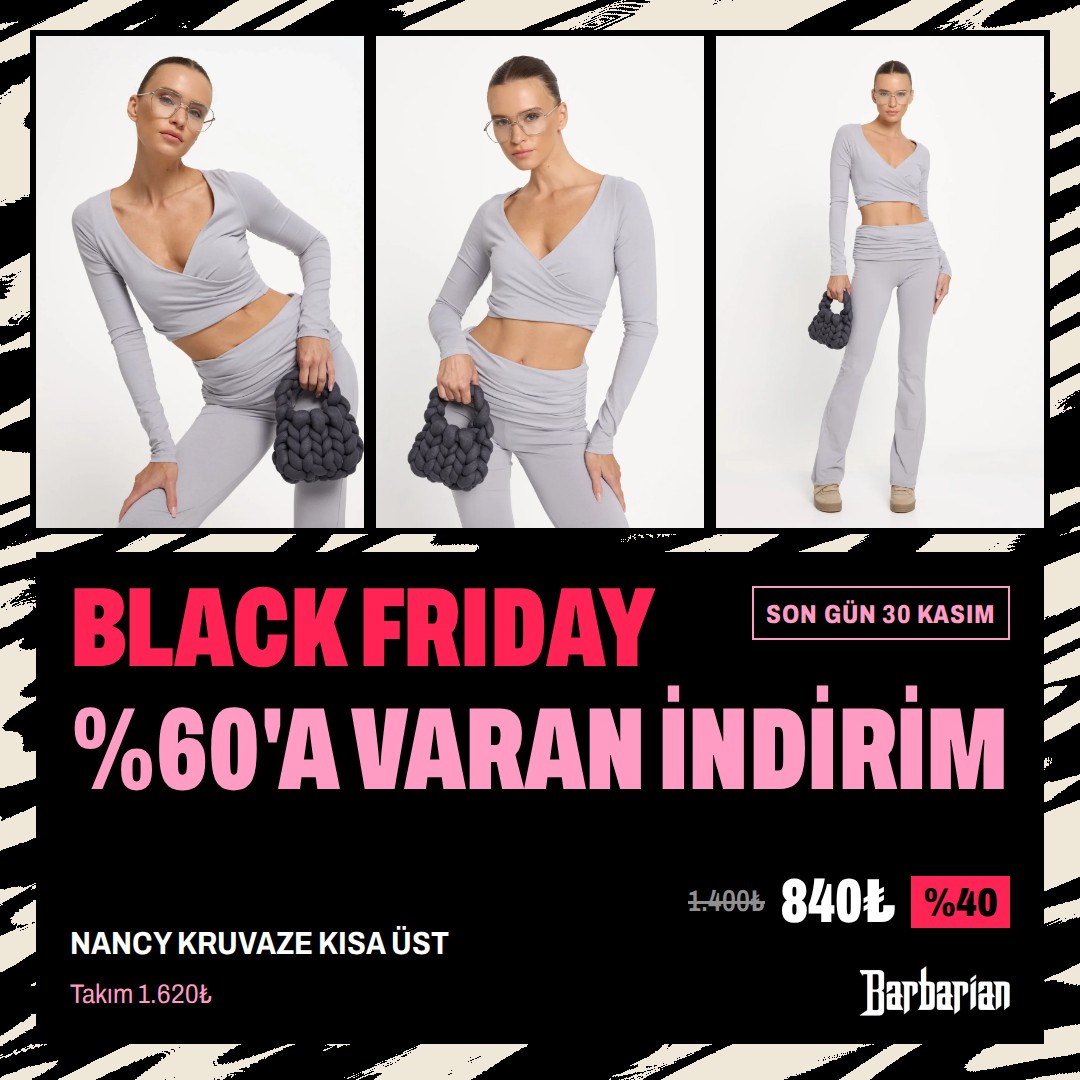 BLACK FRIDAY
SON GÜN 30 KASIM
%60'A VARAN İNDİRİM
1.400₺ 840₺ %40
NANCY KRUVAZE KISA ÜST
Takım 1.620₺
Barbarian